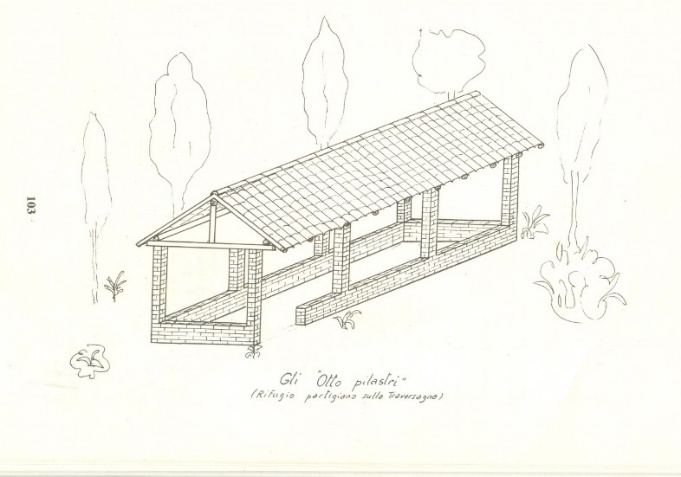 103
Gli "Otto pilastri"
(Rifugio partigiano sulla Traversagna)